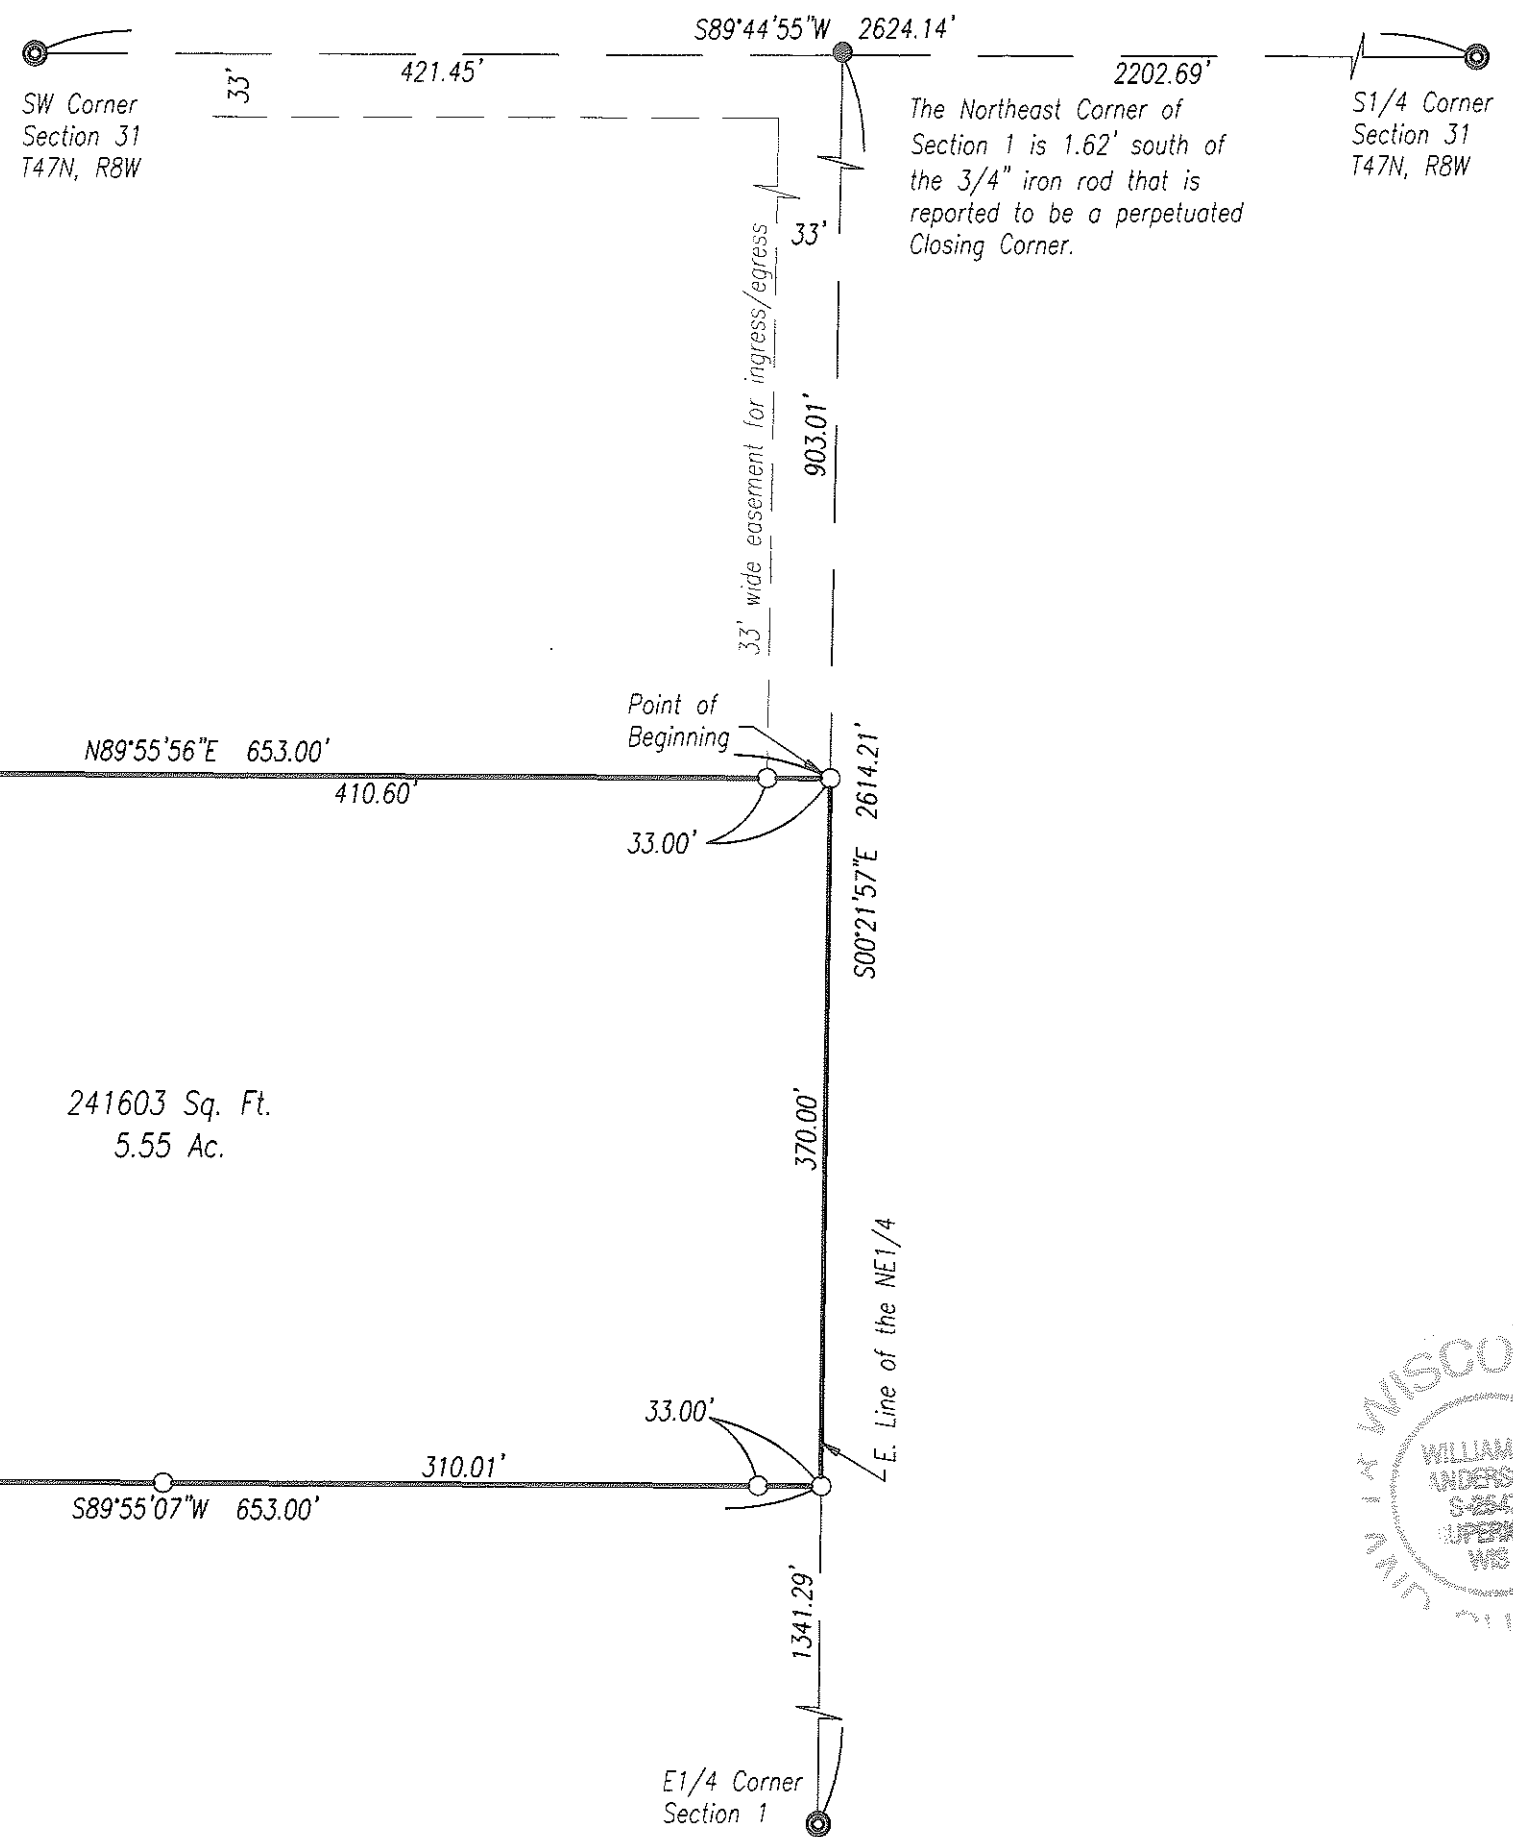 S89°44'55"W 2624.14'
421.45'
2202.69'
33'
SW Corner
Section 31
T47N, R8W
The Northeast Corner of
Section 1 is 1.62' south of
the 3/4" iron rod that is
reported to be a perpetuated
Closing Corner.
S1/4 Corner
Section 31
T47N, R8W
33'
33' wide easement for ingress/egress
903.01'
Point of
Beginning
N89°55'56"E 653.00'
410.60'
33.00'
S00°21'57"E 2614.21'
241603 Sq. Ft.
5.55 Ac.
370.00'
E. Line of the NE1/4
33.00'
310.01'
S89°55'07"W 653.00'
1341.29'
E1/4 Corner
Section 1
WISCO
WILLIAM